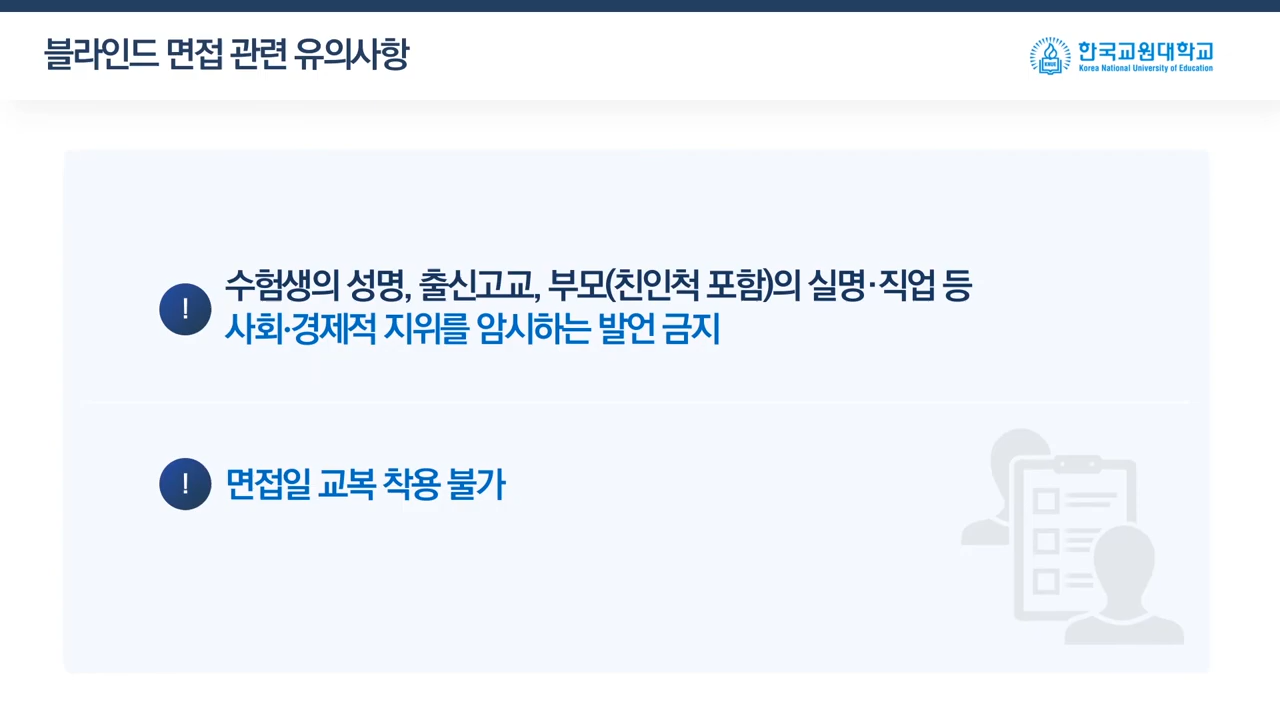 블라인드 면접 관련 유의사항
한국교원대학교
Korea National University of Education
! 수험생의 성명, 출신고교, 부모(친인척 포함)의 실명·직업 등
사회·경제적 지위를 암시하는 발언 금지
! 면접일 교복 착용 불가